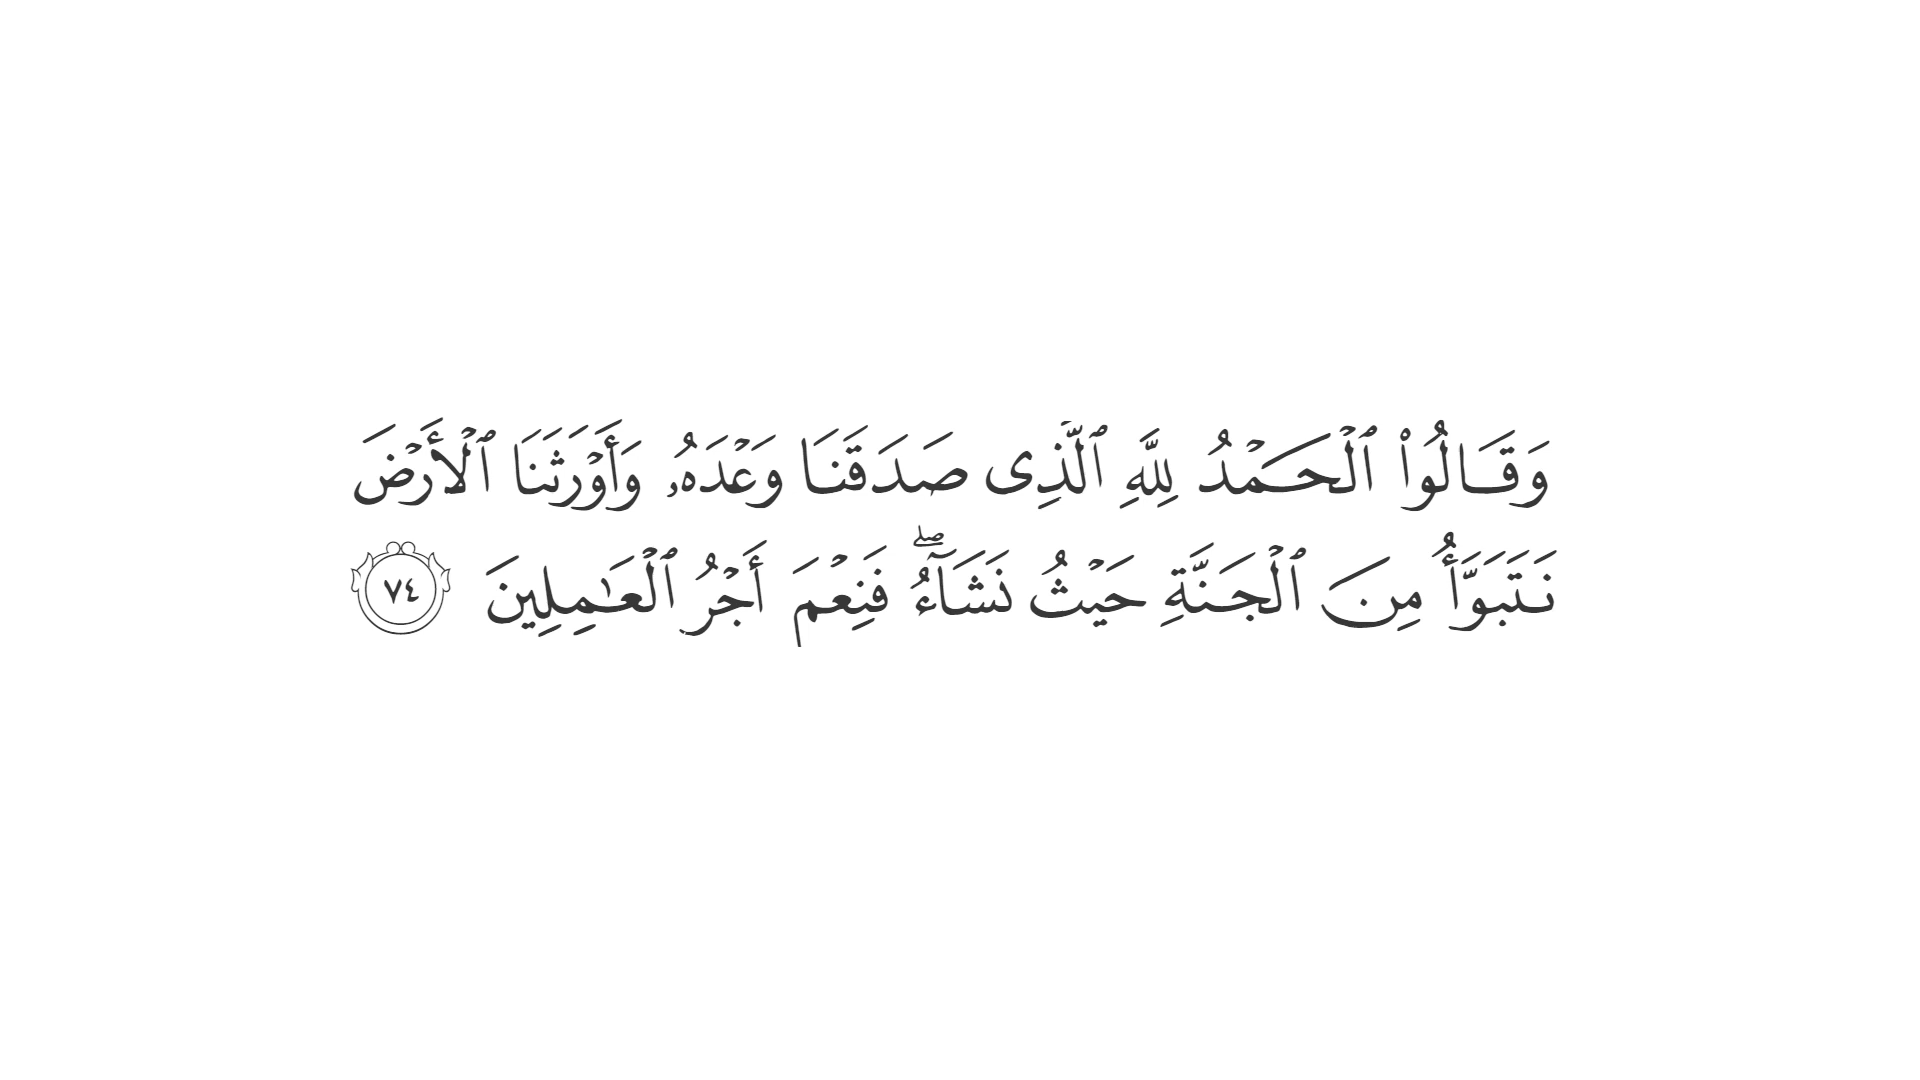 وَقَالُوا۟ ٱلْحَمْدُ لِلَّهِ ٱلَّذِى صَدَقَنَا وَعْدَهُۥ وَأَوْرَثَنَا ٱلْأَرْضَ
نَتَبَوَّأُ مِنَ ٱلْجَنَّةِ حَيْثُ نَشَآءُ ۖ فَنِعْمَ أَجْرُ ٱلْعَـٰمِلِينَ ٧٤